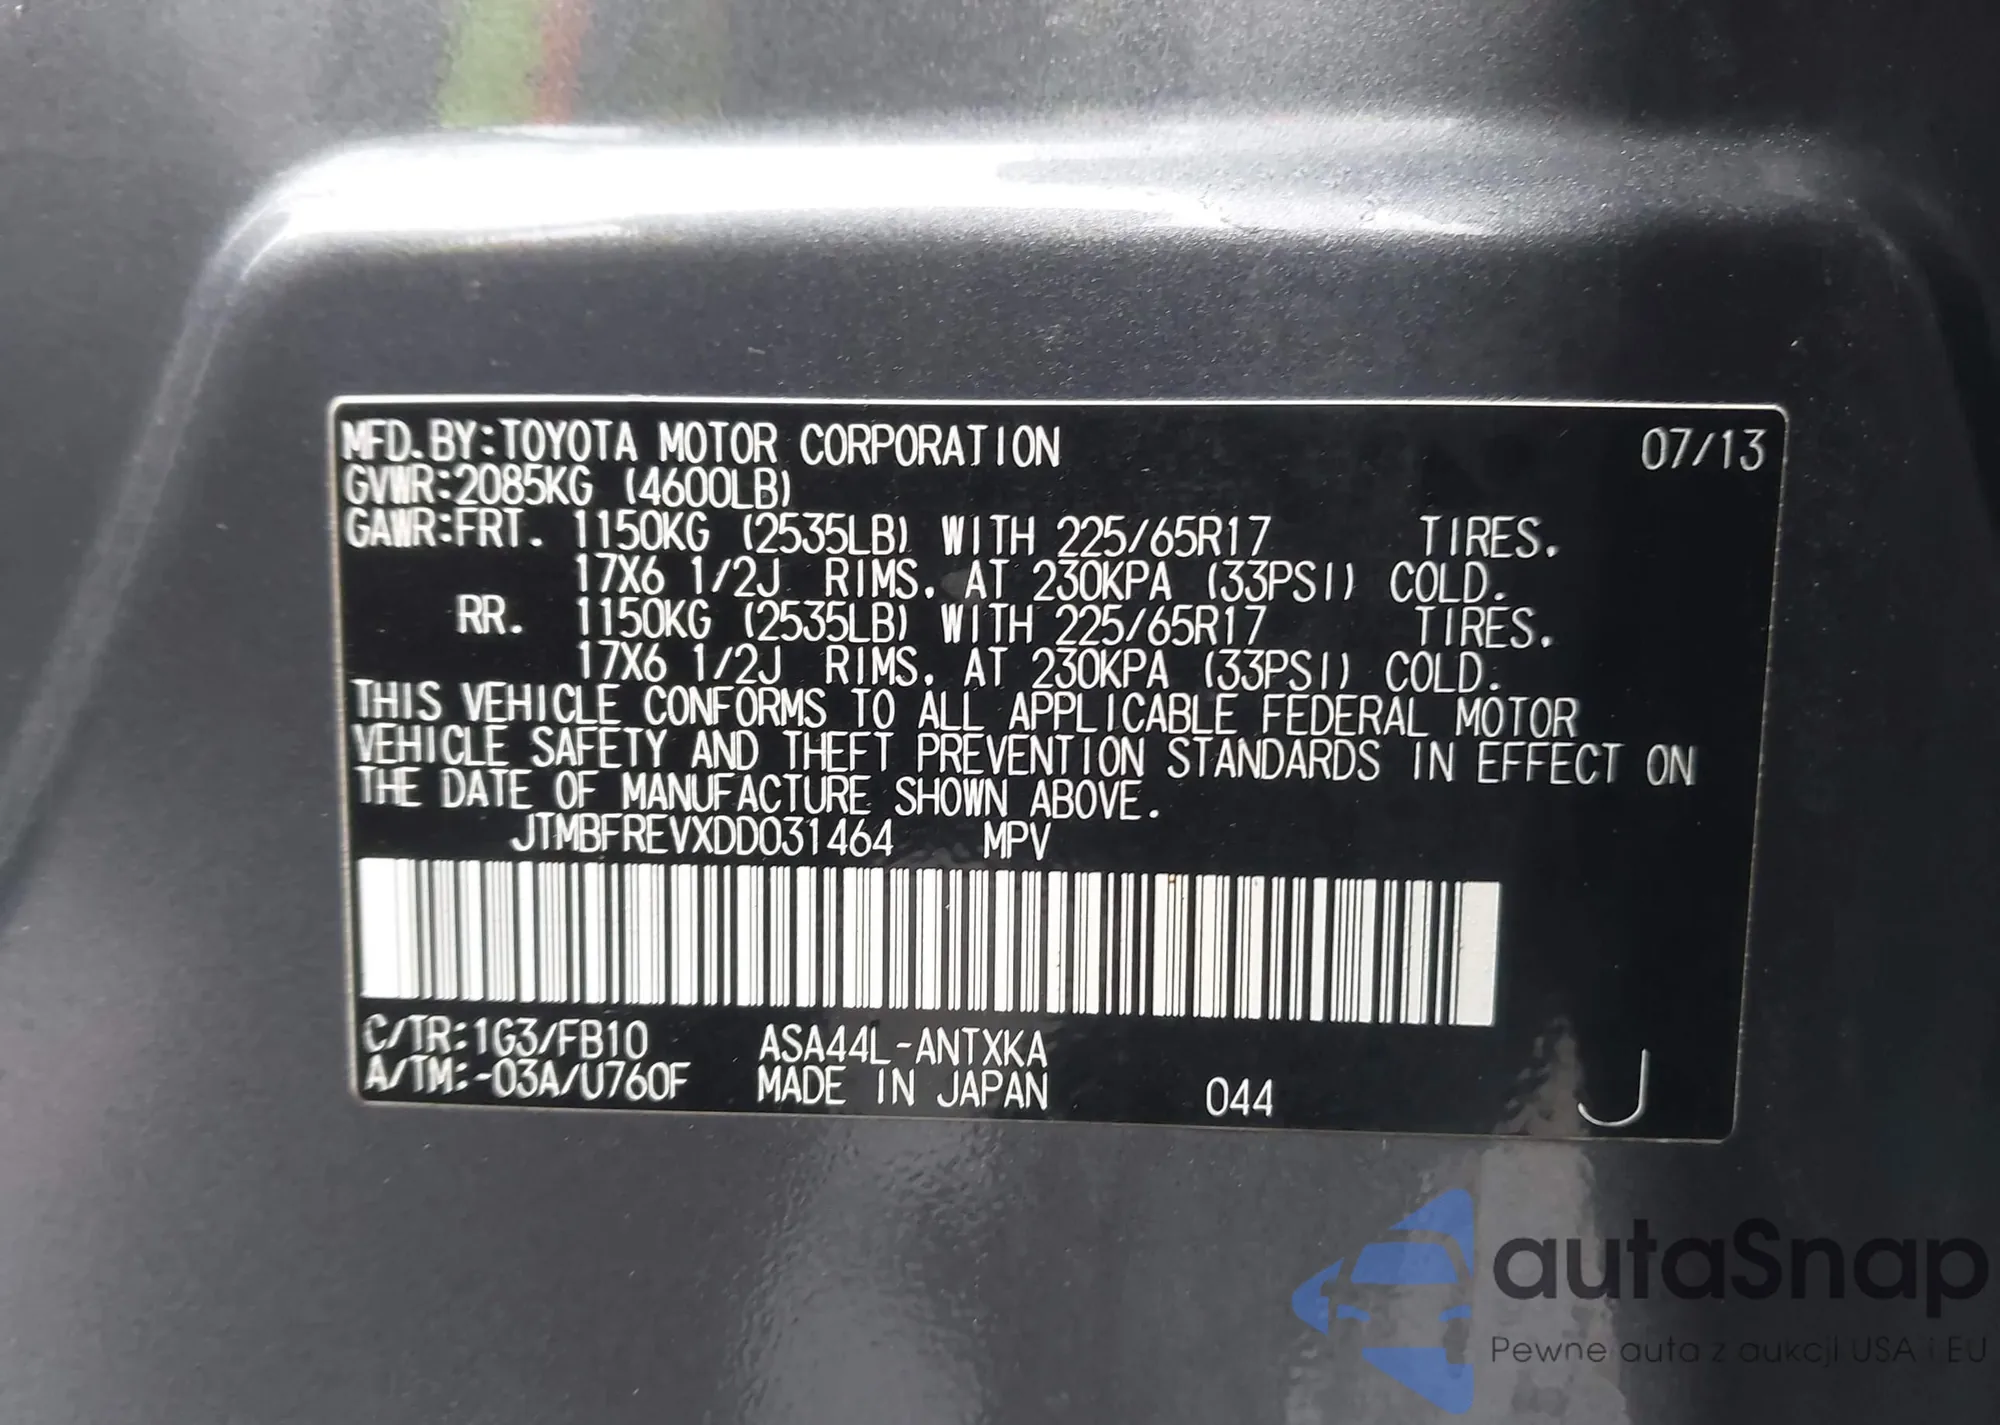 MFD.BY:TOYOTA MOTOR CORPORATION 07/13
GVWR:2085KG (4600LB)
GAWR:FRT. 1150KG (2535LB) WITH 225/65R17 TIRES.
17X6 1/2J RIMS. AT 230KPA (33PSI) COLD.
RR. 1150KG (2535LB) WITH 225/65R17 TIRES.
17X6 1/2J RIMS. AT 230KPA (33PSI) COLD.
THIS VEHICLE CONFORMS TO ALL APPLICABLE FEDERAL MOTOR
VEHICLE SAFETY AND THEFT PREVENTION STANDARDS IN EFFECT ON
THE DATE OF MANUFACTURE SHOWN ABOVE.
JTMBFREVXDD031464 MPV
C/TR:1G3/FB10 ASA44L-ANTXKA
A/TM:-03A/U760F MADE IN JAPAN 044 J
autaSnap
Pewne auta z aukcji USA i EU